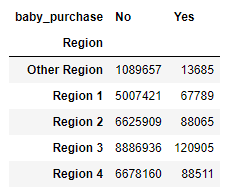 baby_purchase No Yes
Region
Other Region 1089657 13685
Region 1 5007421 67789
Region 2 6625909 88065
Region 3 8886936 120905
Region 4 6678160 88511